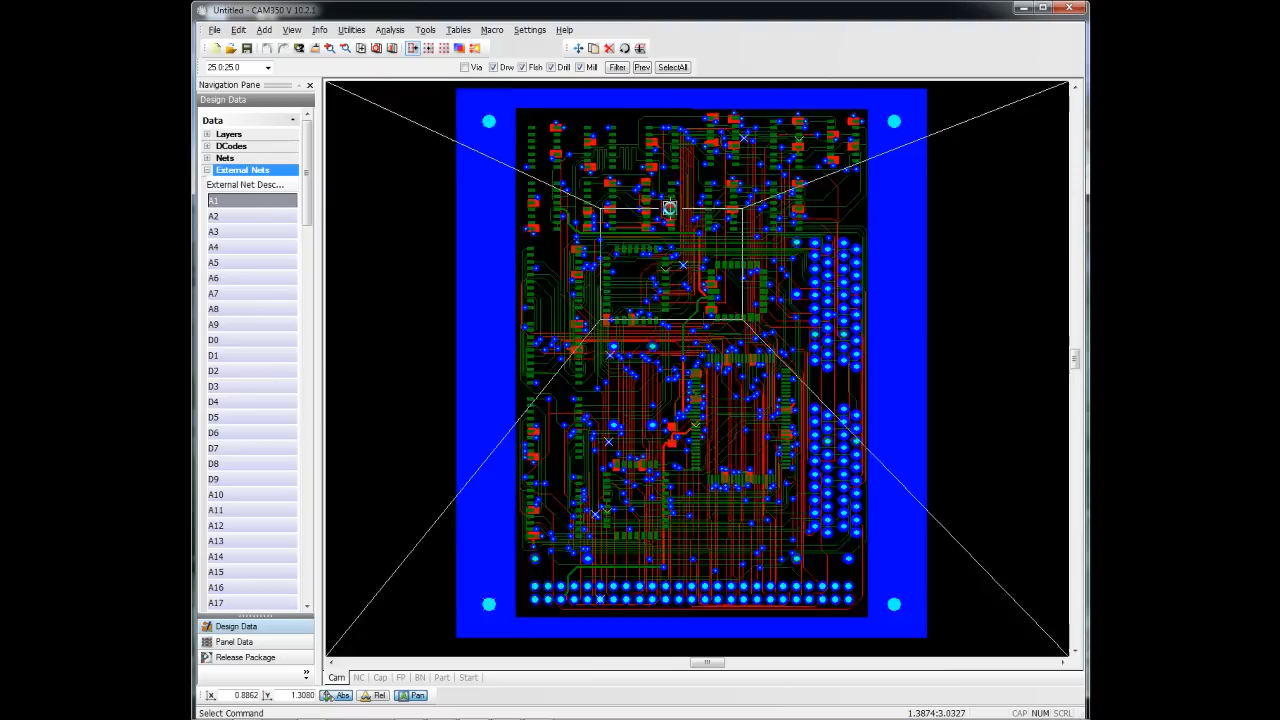 Untitled - CAM350 V 10.2.1
File Edit Add View Info Utilities Analysis Tools Tables Macro Settings Help
25.0:25.0 Via Drw Flsh Drill Mill Filter Prev SelectAll
Navigation Pane
Design Data
Data
Layers
DCodes
Nets
External Nets
External Net Desc...
A1
A2
A3
A4
A5
A6
A7
A8
A9
D0
D1
D2
D3
D4
D5
D6
D7
D8
D9
A10
A11
A12
A13
A14
A15
A16
A17
Design Data
Panel Data
Release Package
Cam NC Cap FP BN Part Start
X 0.8862 Y 1.3080 Abs Rel Pan
Select Command 1.3874:3.0327 CAP NUM SCRL